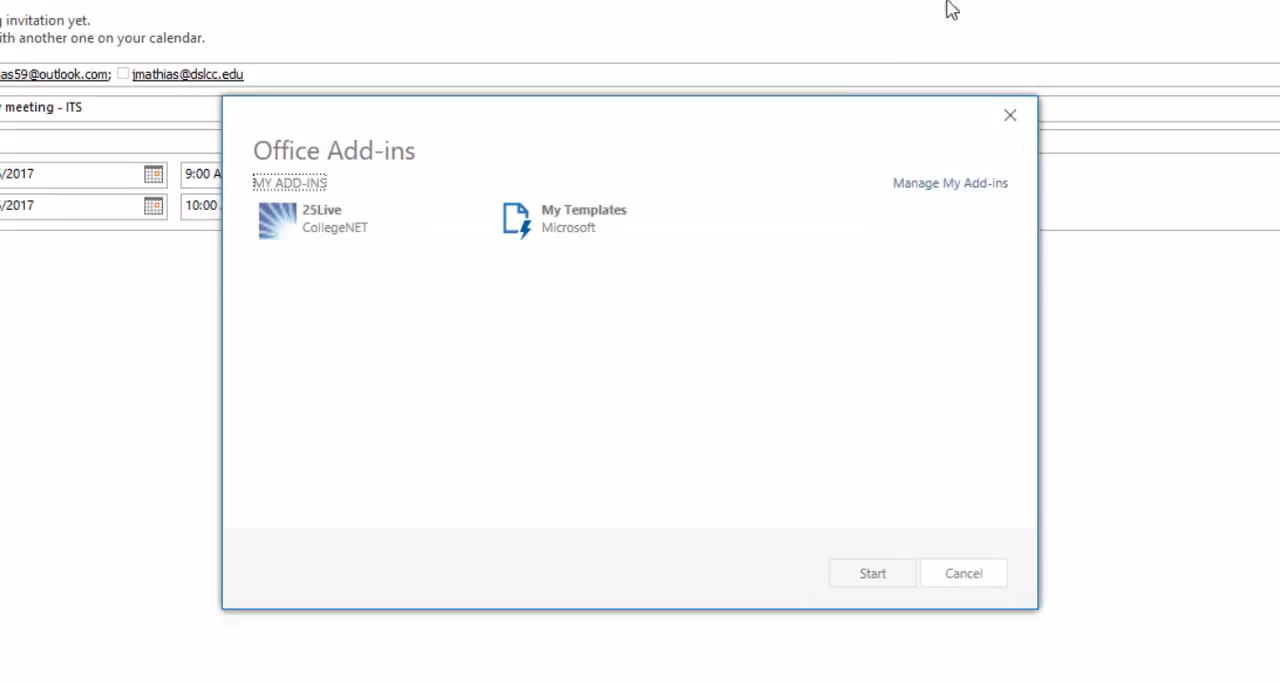 invitation yet.
th another one on your calendar.
as59@outlook.com; jmathias@dslcc.edu
meeting - ITS
/2017 9:00 A
/2017 10:00
Office Add-ins
MY ADD-INS Manage My Add-ins
25Live My Templates
CollegeNET Microsoft
Start Cancel